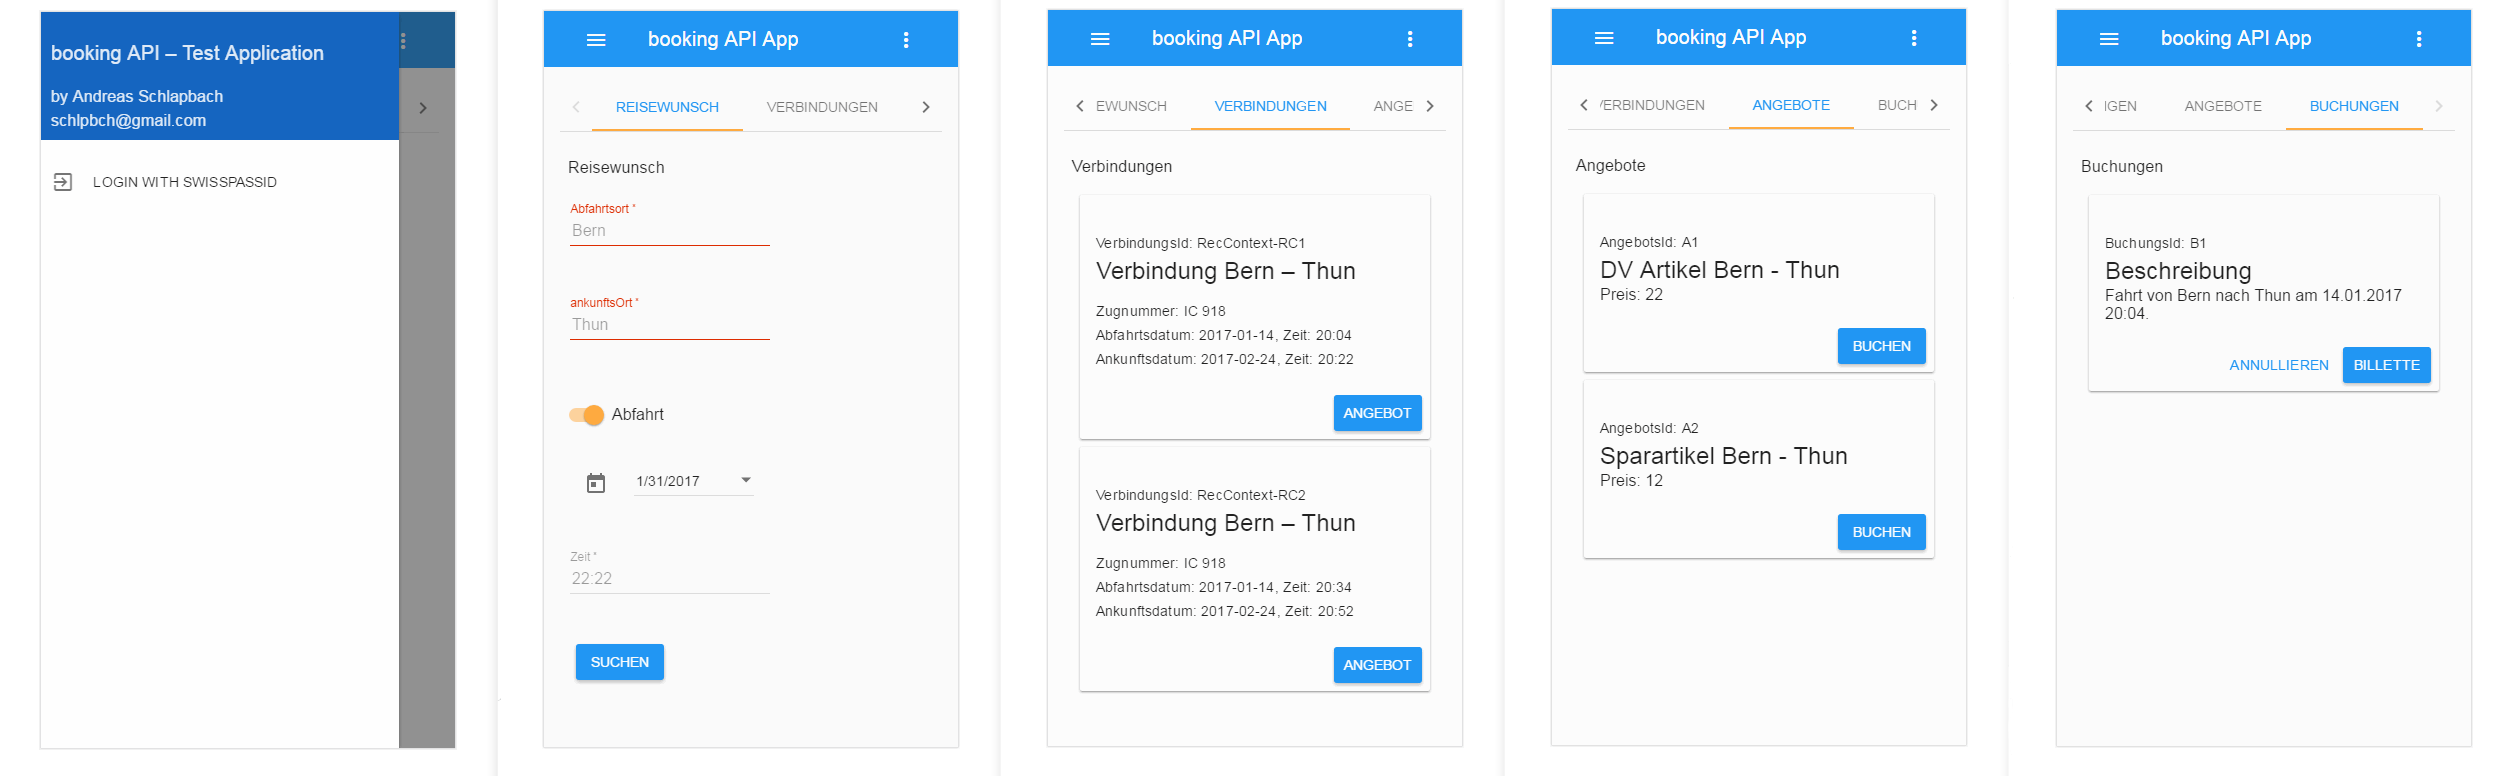 booking API – Test Application
by Andreas Schlapbach
schlpbch@gmail.com
LOGIN WITH SWISSPASSID
booking API App
REISEWUNSCH VERBINDUNGEN
Reisewunsch
Abfahrtsort *
Bern
ankunftsOrt *
Thun
Abfahrt
1/31/2017
Zeit *
22:22
SUCHEN
booking API App
EWUNSCH VERBINDUNGEN ANGE
Verbindungen
VerbindungsId: RecContext-RC1
Verbindung Bern – Thun
Zugnummer: IC 918
Abfahrtsdatum: 2017-01-14, Zeit: 20:04
Ankunftsdatum: 2017-02-24, Zeit: 20:22
ANGEBOT
VerbindungsId: RecContext-RC2
Verbindung Bern – Thun
Zugnummer: IC 918
Abfahrtsdatum: 2017-01-14, Zeit: 20:34
Ankunftsdatum: 2017-02-24, Zeit: 20:52
ANGEBOT
booking API App
VERBINDUNGEN ANGEBOTE BUCH
Angebote
AngebotsId: A1
DV Artikel Bern - Thun
Preis: 22
BUCHEN
AngebotsId: A2
Sparartikel Bern - Thun
Preis: 12
BUCHEN
booking API App
IGEN ANGEBOTE BUCHUNGEN
Buchungen
BuchungsId: B1
Beschreibung
Fahrt von Bern nach Thun am 14.01.2017
20:04.
ANNULLIEREN BILLETTE